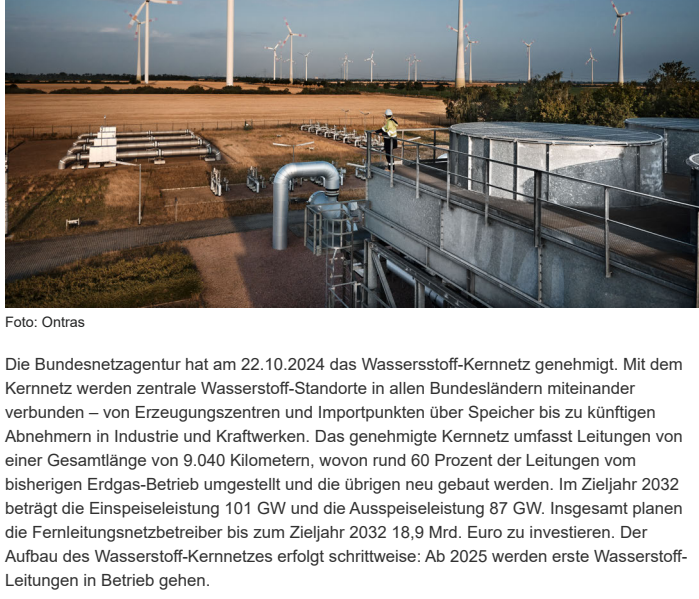 Foto: Ontras
Die Bundesnetzagentur hat am 22.10.2024 das Wassersstoff-Kernnetz genehmigt. Mit dem
Kernnetz werden zentrale Wasserstoff-Standorte in allen Bundesländern miteinander
verbunden – von Erzeugungszentren und Importpunkten über Speicher bis zu künftigen
Abnehmern in Industrie und Kraftwerken. Das genehmigte Kernnetz umfasst Leitungen von
einer Gesamtlänge von 9.040 Kilometern, wovon rund 60 Prozent der Leitungen vom
bisherigen Erdgas-Betrieb umgestellt und die übrigen neu gebaut werden. Im Zieljahr 2032
beträgt die Einspeiseleistung 101 GW und die Ausspeiseleistung 87 GW. Insgesamt planen
die Fernleitungsnetzbetreiber bis zum Zieljahr 2032 18,9 Mrd. Euro zu investieren. Der
Aufbau des Wasserstoff-Kernnetzes erfolgt schrittweise: Ab 2025 werden erste Wasserstoff-
Leitungen in Betrieb gehen.